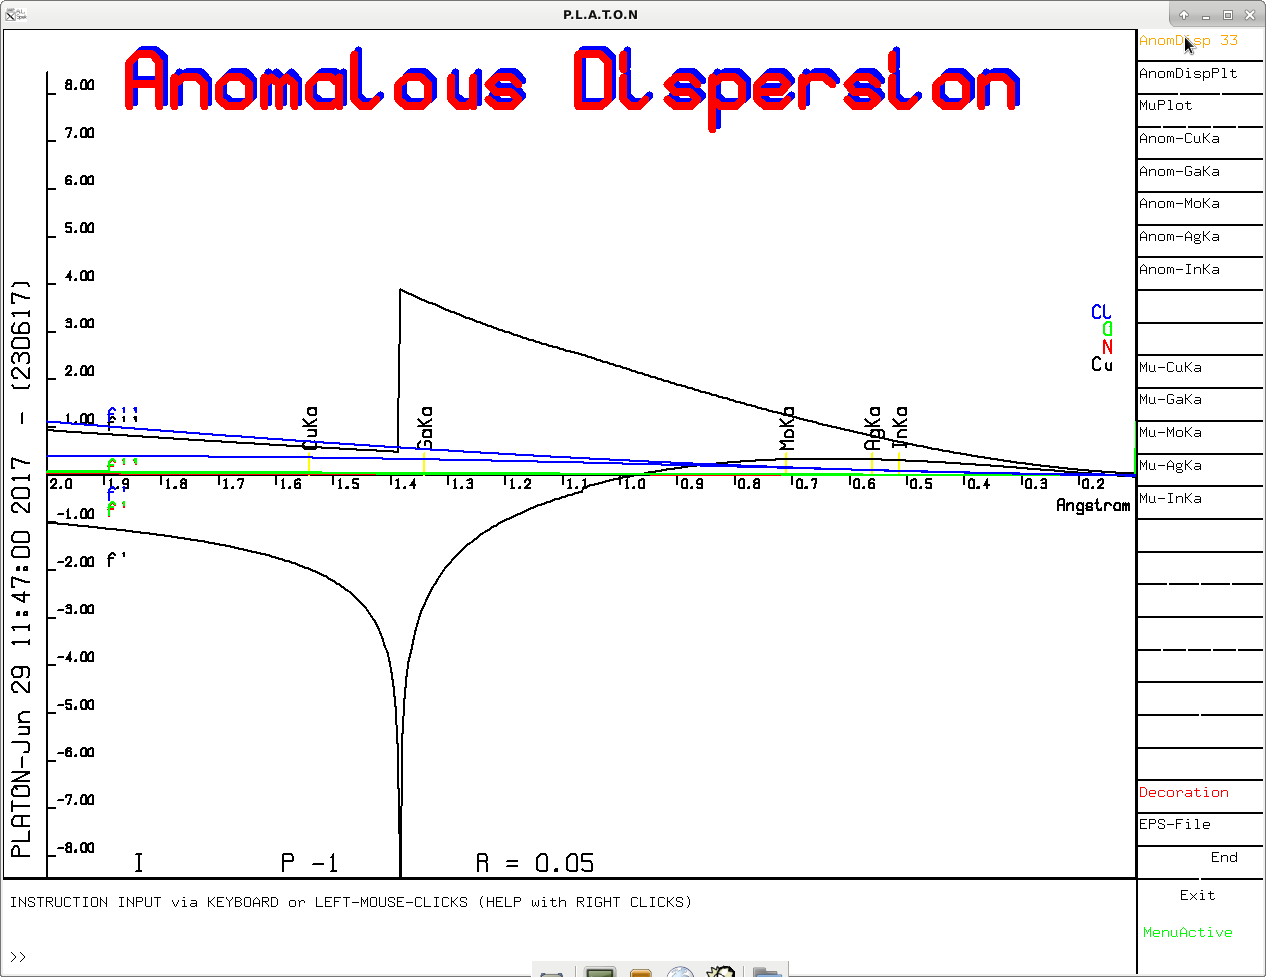 P.L.A.T.O.N
Anomalous Dispersion
8.00
7.00
6.00
5.00
4.00
3.00
2.00
1.00
-1.00
-2.00
-3.00
-4.00
-5.00
-6.00
-7.00
-8.00
f''
f''
f''
f'
f'
f'
CuKa
GaKa
MoKa
AgKa
InKa
2.0 1.9 1.8 1.7 1.6 1.5 1.4 1.3 1.2 1.1 1.0 0.9 0.8 0.7 0.6 0.5 0.4 0.3 0.2
Angstrom
Cl
O
N
Cu
PLATON-Jun 29 11:47:00 2017 - (230617)
I P -1 R = 0.05
AnomDisp 33
AnomDispPlt
MuPlot
Anom-CuKa
Anom-GaKa
Anom-MoKa
Anom-AgKa
Anom-InKa
Mu-CuKa
Mu-GaKa
Mu-MoKa
Mu-AgKa
Mu-InKa
Decoration
EPS-File
End
Exit
MenuActive
INSTRUCTION INPUT via KEYBOARD or LEFT-MOUSE-CLICKS (HELP with RIGHT CLICKS)
>>